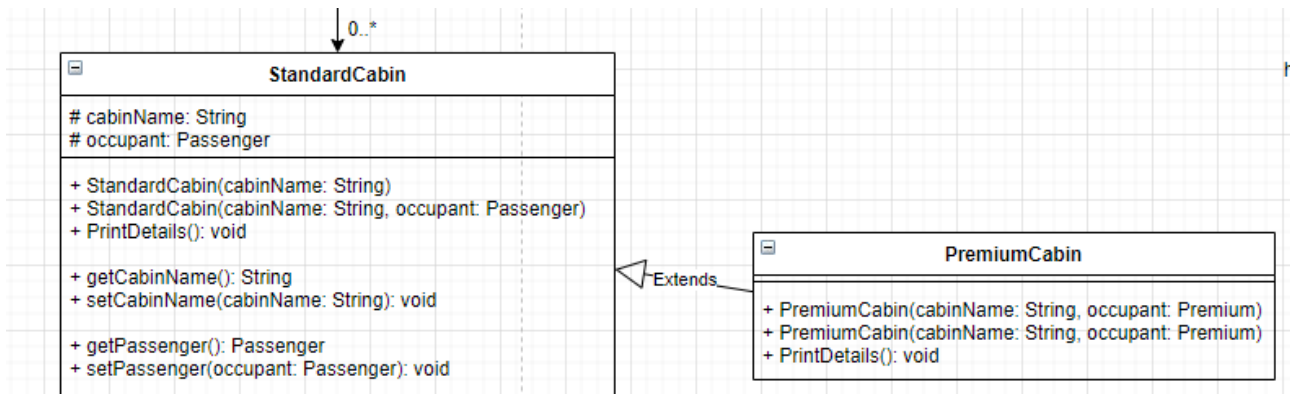 0..*
StandardCabin
# cabinName: String
# occupant: Passenger
+ StandardCabin(cabinName: String)
+ StandardCabin(cabinName: String, occupant: Passenger)
+ PrintDetails(): void
+ getCabinName(): String
+ setCabinName(cabinName: String): void
+ getPassenger(): Passenger
+ setPassenger(occupant: Passenger): void
Extends
PremiumCabin
+ PremiumCabin(cabinName: String, occupant: Premium)
+ PremiumCabin(cabinName: String, occupant: Premium)
+ PrintDetails(): void